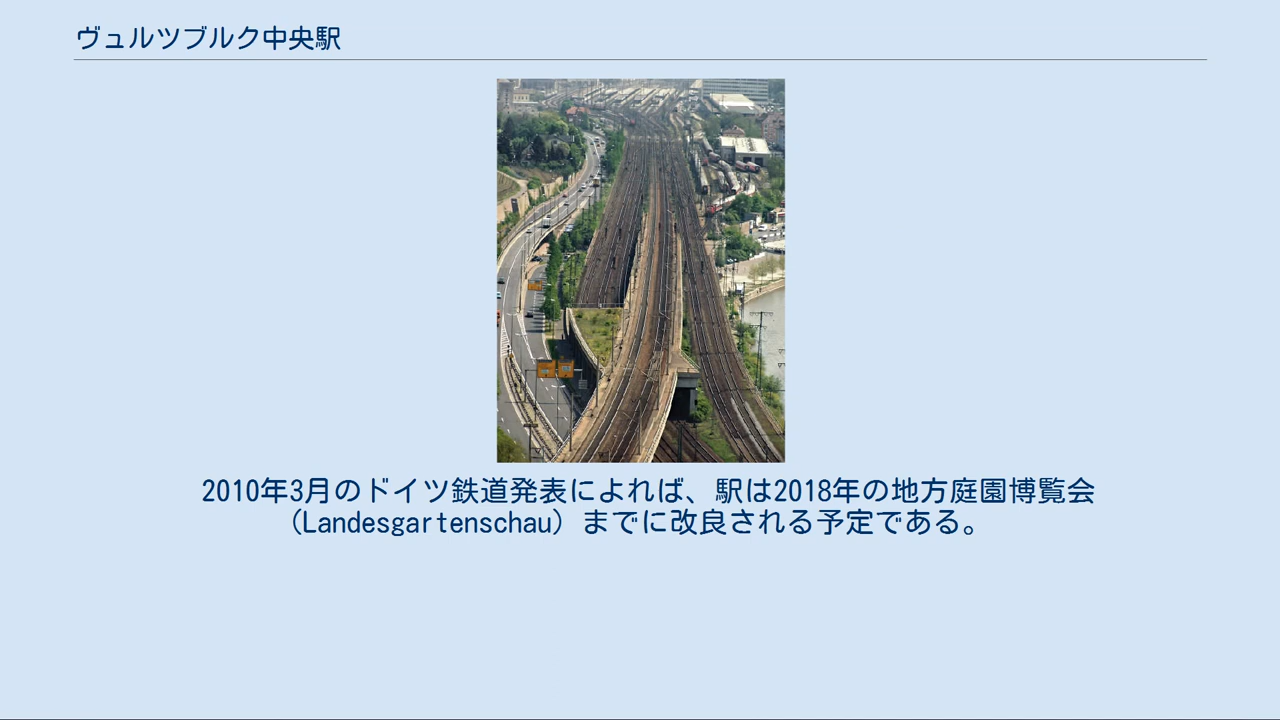 ヴュルツブルク中央駅
2010年3月のドイツ鉄道発表によれば、駅は2018年の地方庭園博覧会
（Landesgartenschau）までに改良される予定である。